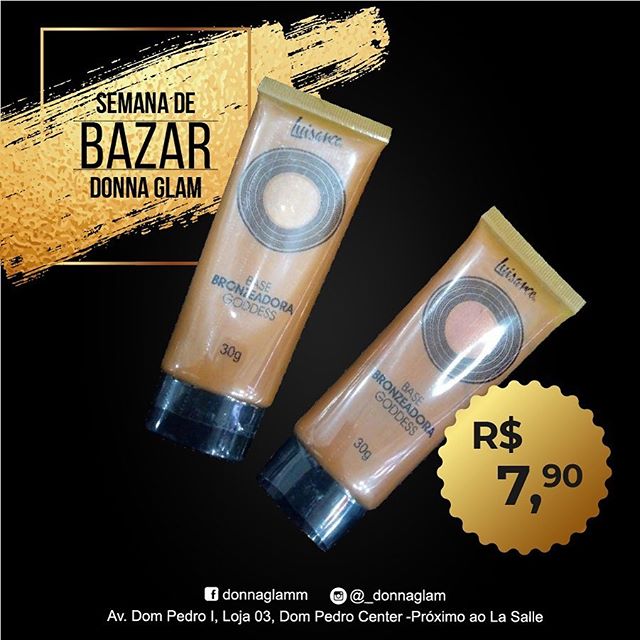 SEMANA DE
BAZAR
DONNA GLAM
Luisance
BASE
BRONZEADORA
GODDESS
30g
Luisance
BASE
BRONZEADORA
GODDESS
30g
R$
7,90
donnaglamm @_donnaglam
Av. Dom Pedro I, Loja 03, Dom Pedro Center -Próximo ao La Salle